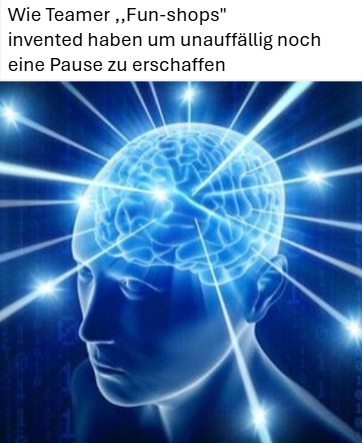 Wie Teamer ,,Fun-shops"
invented haben um unauffällig noch
eine Pause zu erschaffen